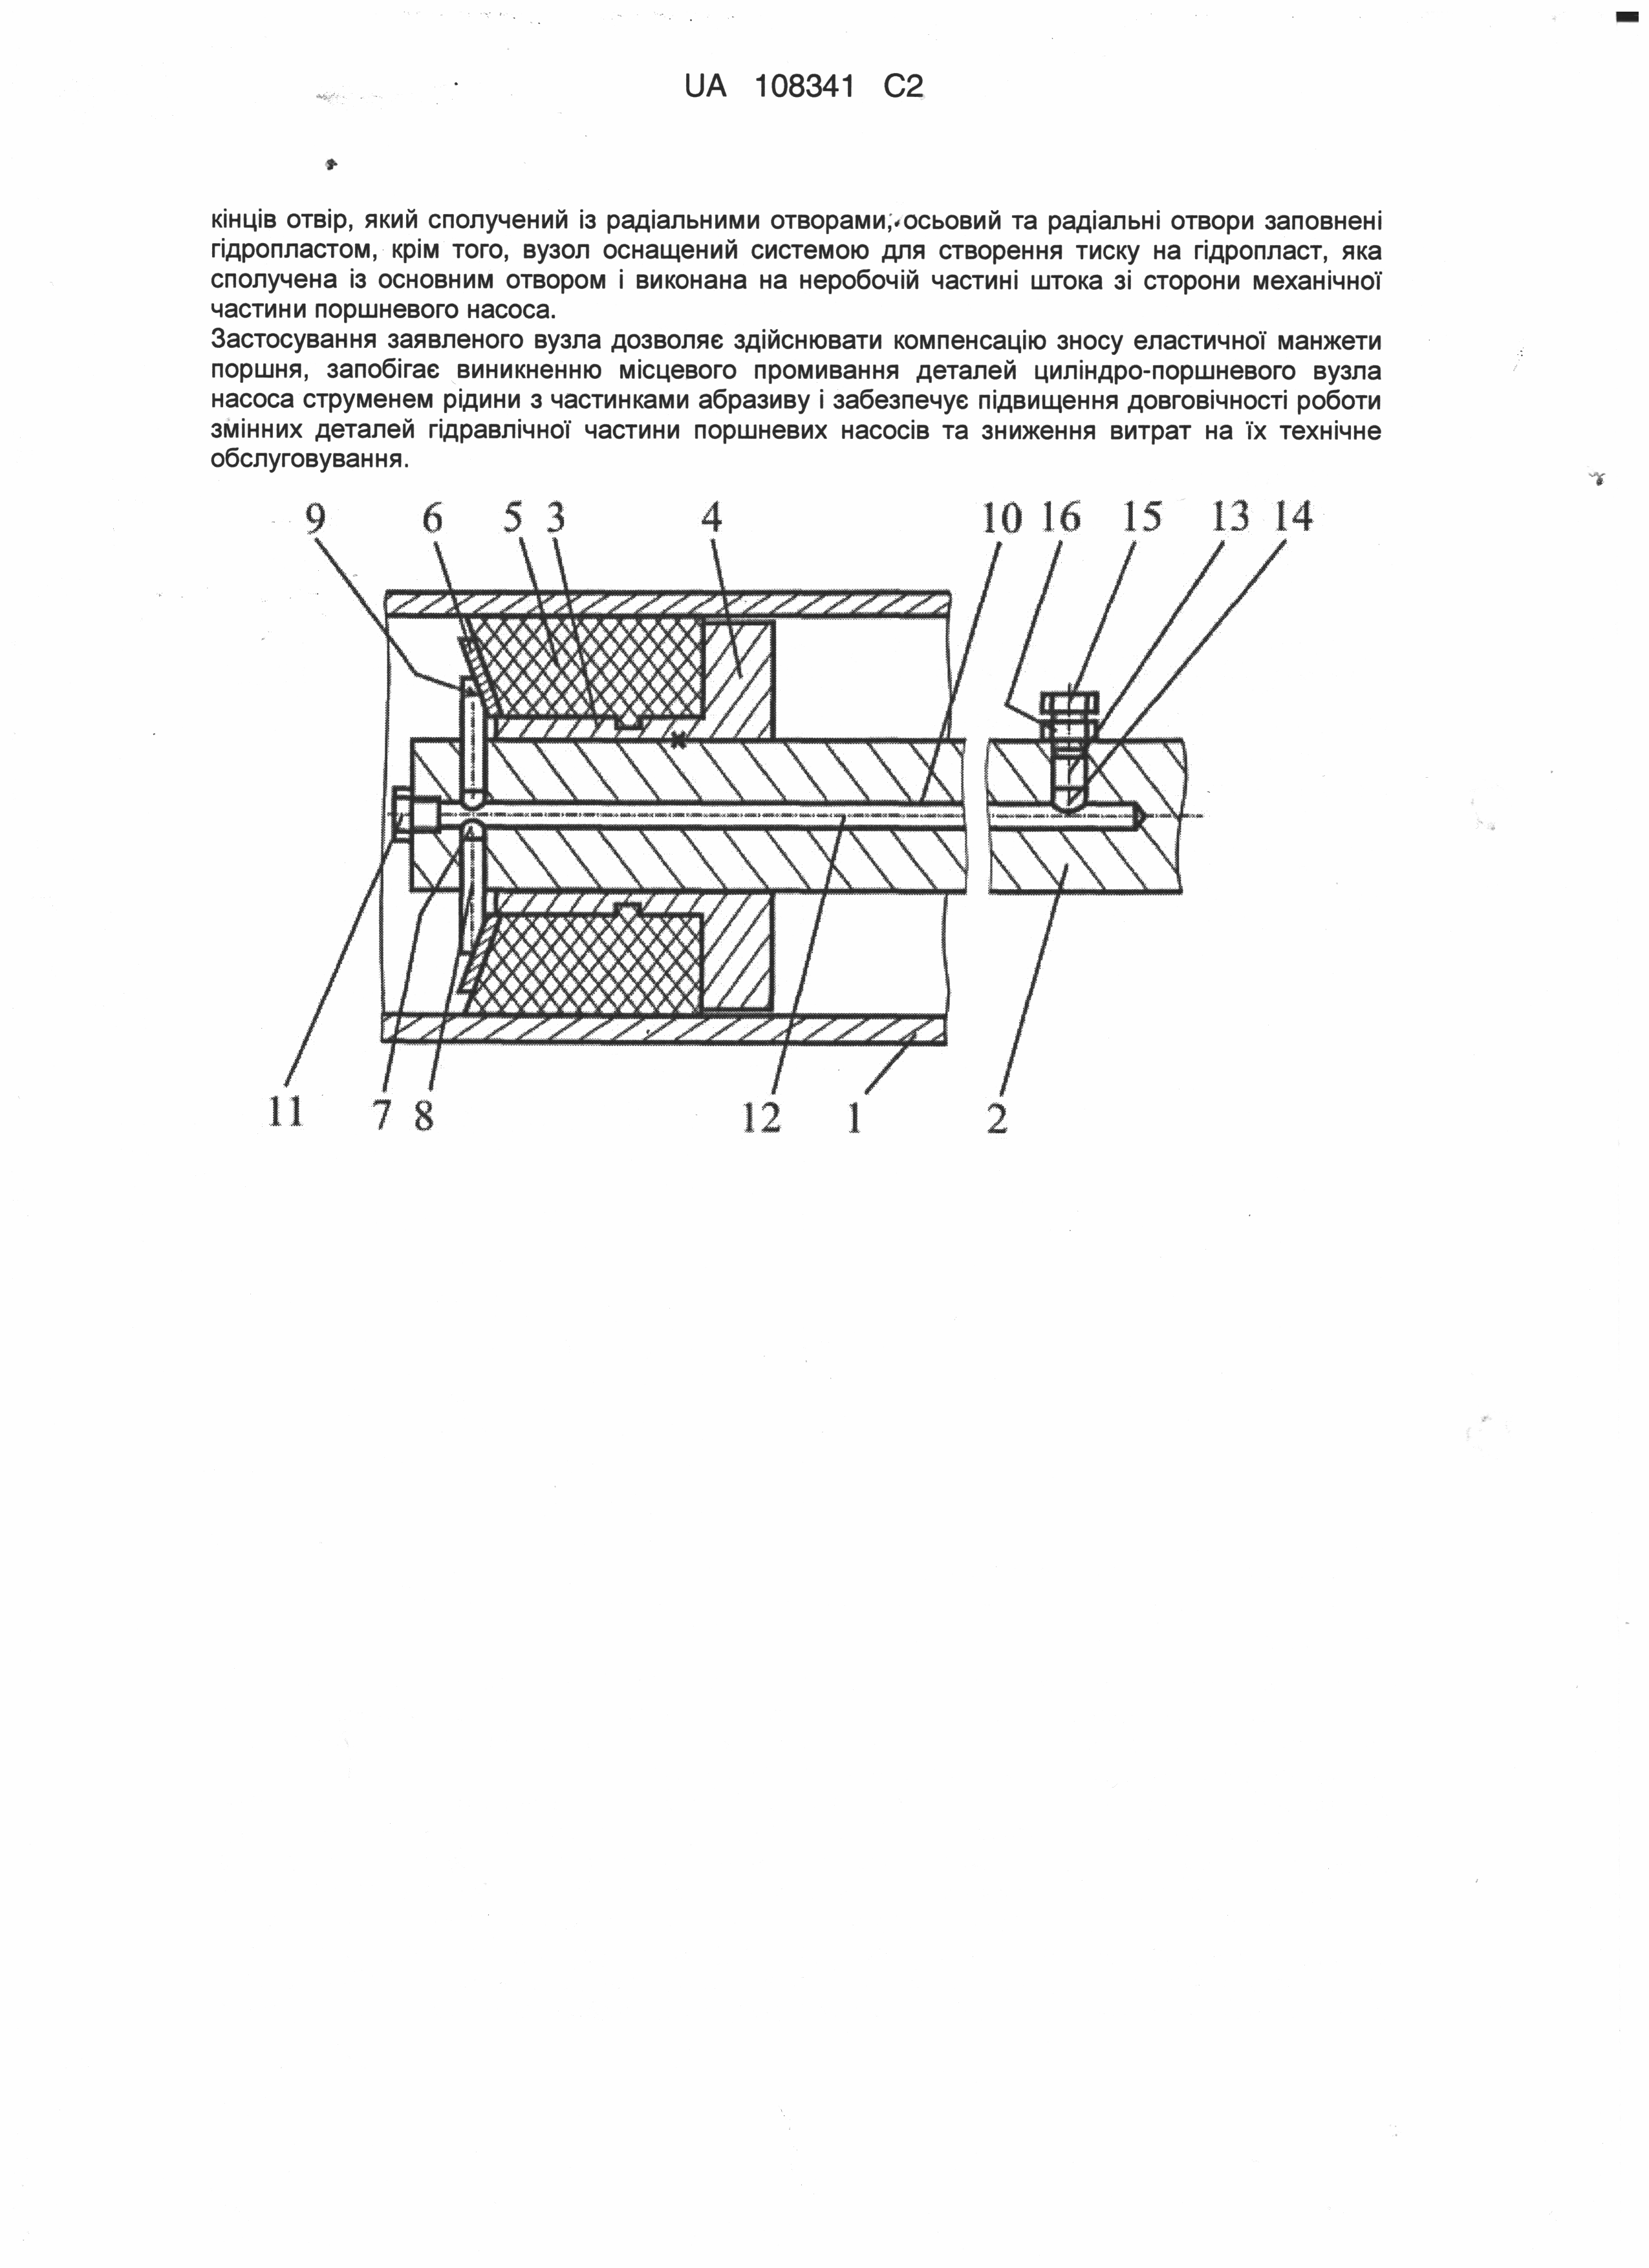 UA 108341 C2
кінців отвір, який сполучений із радіальними отворами; осьовий та радіальні отвори заповнені
гідропластом, крім того, вузол оснащений системою для створення тиску на гідропласт, яка
сполучена із основним отвором і виконана на неробочій частині штока зі сторони механічної
частини поршневого насоса.
Застосування заявленого вузла дозволяє здійснювати компенсацію зносу еластичної манжети
поршня, запобігає виникненню місцевого промивання деталей циліндро-поршневого вузла
насоса струменем рідини з частинками абразиву і забезпечує підвищення довговічності роботи
змінних деталей гідравлічної частини поршневих насосів та зниження витрат на їх технічне
обслуговування.
9 6 5 3 4 10 16 15 13 14
11 7 8 12 1 2